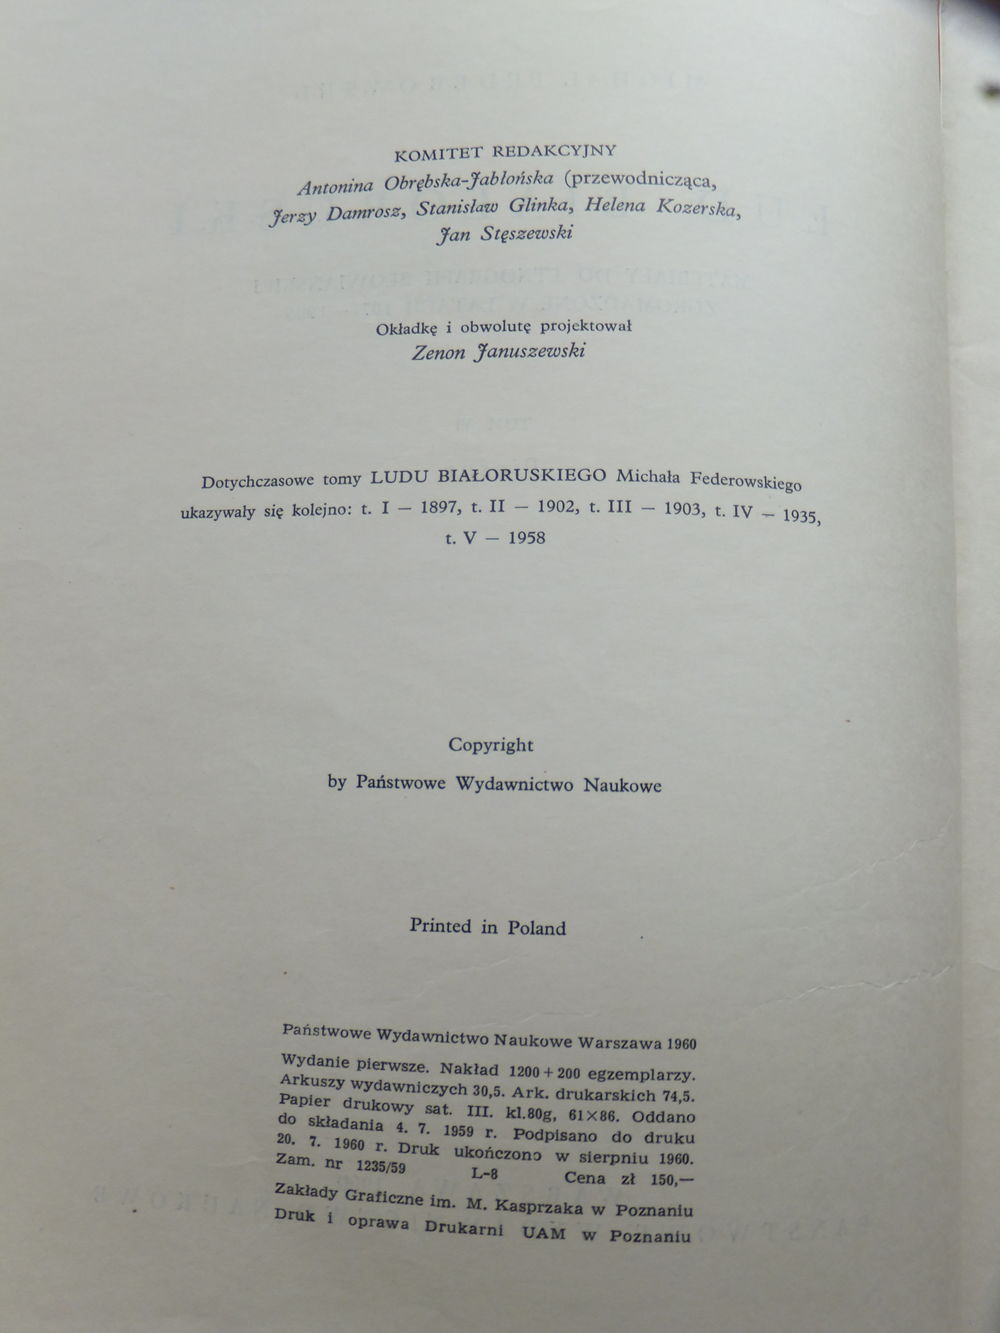 KOMITET REDAKCYJNY
Antonina Obrębska-Jabłońska (przewodnicząca,
Jerzy Damrosz, Stanisław Glinka, Helena Kozerska,
Jan Stęszewski
Okładkę i obwolutę projektował
Zenon Januszewski
Dotychczasowe tomy LUDU BIAŁORUSKIEGO Michała Federowskiego
ukazywały się kolejno: t. I — 1897, t. II — 1902, t. III — 1903, t. IV — 1935,
t. V — 1958
Copyright
by Państwowe Wydawnictwo Naukowe
Printed in Poland
Państwowe Wydawnictwo Naukowe Warszawa 1960
Wydanie pierwsze. Nakład 1200 + 200 egzemplarzy.
Arkuszy wydawniczych 30,5. Ark. drukarskich 74,5.
Papier drukowy sat. III. kl.80g, 61×86. Oddano
do składania 4. 7. 1959 r. Podpisano do druku
20. 7. 1960 r. Druk ukończono w sierpniu 1960.
Zam. nr 1235/59 L-8 Cena zł 150,—
Zakłady Graficzne im. M. Kasprzaka w Poznaniu
Druk i oprawa Drukarni UAM w Poznaniu